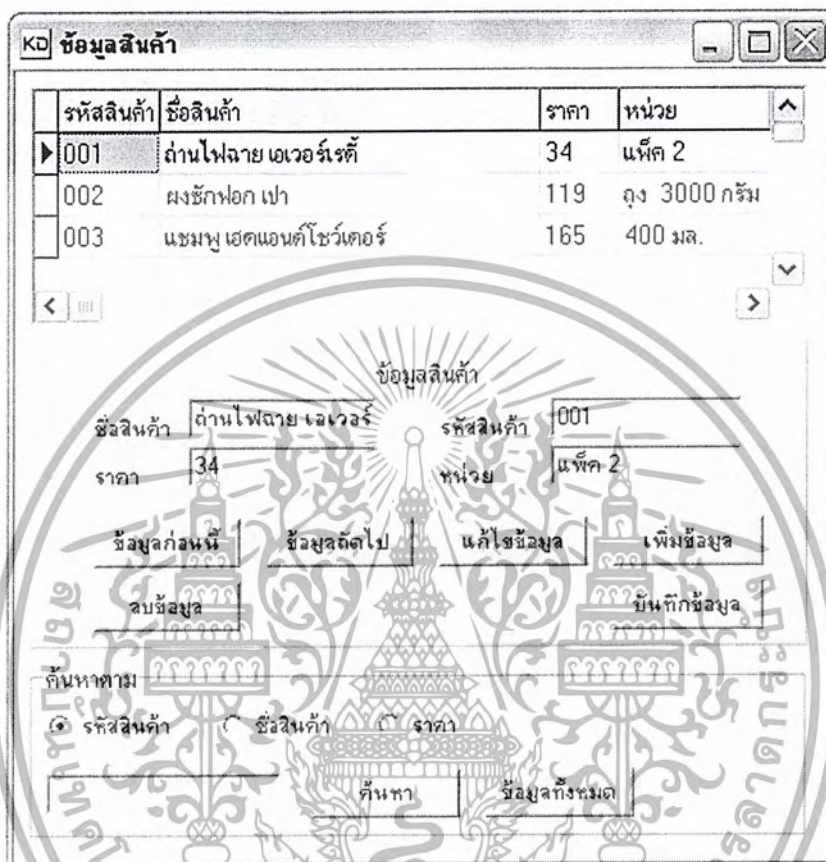 KD ข้อมูลสินค้า
รหัสสินค้า ชื่อสินค้า ราคา หน่วย
001 ถ่านไฟฉาย เอเวอร์เรดี้ 34 แพ็ค 2
002 ผงซักฟอก เปา 119 ถุง 3000 กรัม
003 แชมพู เฮดแอนด์โชว์เดอร์ 165 400 มล.
ข้อมูลสินค้า
ชื่อสินค้า ถ่านไฟฉาย เอเวอร์ รหัสสินค้า 001
ราคา 34 หน่วย แพ็ค 2
ข้อมูลก่อนนี้ ข้อมูลถัดไป แก้ไขข้อมูล เพิ่มข้อมูล
ลบข้อมูล บันทึกข้อมูล
ค้นหาตาม
รหัสสินค้า ชื่อสินค้า ราคา
ค้นหา ข้อมูลทั้งหมด